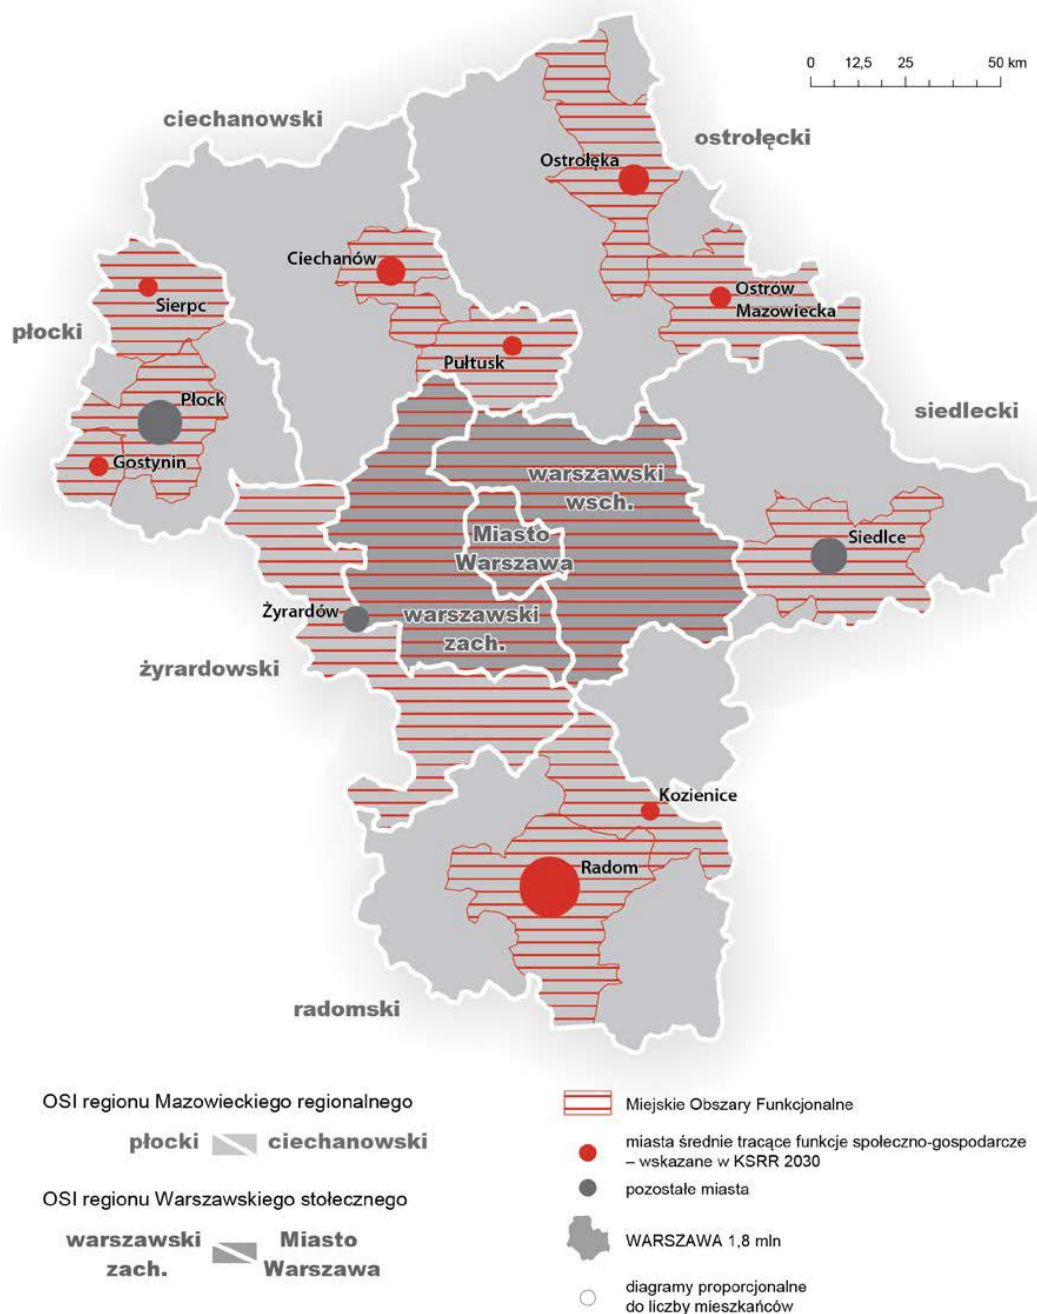 0 12,5 25 50 km
ciechanowski
ostrołęcki
Ostrołęka
Ciechanów
Sierpc
Ostrów
Mazowiecka
płocki
Pułtusk
Płock
siedlecki
Gostynin
warszawski
wsch.
Miasto
Warszawa
Siedlce
Żyrardów
warszawski
zach.
żyrardowski
Kozienice
Radom
radomski
OSI regionu Mazowieckiego regionalnego
płocki ciechanowski
OSI regionu Warszawskiego stołecznego
warszawski
zach.
Miasto
Warszawa
Miejskie Obszary Funkcjonalne
miasta średnie tracące funkcje społeczno-gospodarcze
– wskazane w KSRR 2030
pozostałe miasta
WARSZAWA 1,8 mln
diagramy proporcjonalne
do liczby mieszkańców